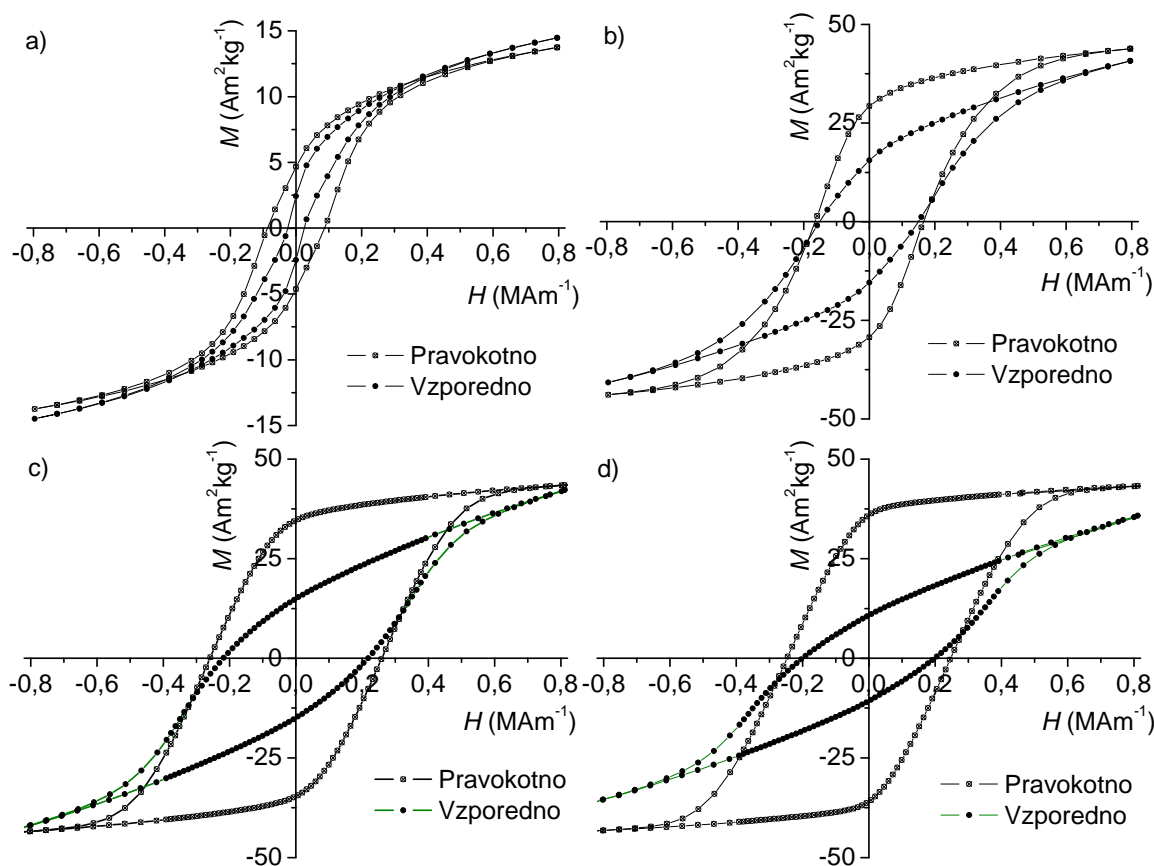 a)
M (Am²kg⁻¹)
15
10
5
0
-5
-10
-15
-0,8 -0,6 -0,4 -0,2 0,0 0,2 0,4 0,6 0,8
H (MAm⁻¹)
Pravokotno
Vzporedno
b)
M (Am²kg⁻¹)
50
25
0
-25
-50
-0,8 -0,6 -0,4 -0,2 0,0 0,2 0,4 0,6 0,8
H (MAm⁻¹)
Pravokotno
Vzporedno
c)
M (Am²kg⁻¹)
50
25
0
-25
-50
-0,8 -0,6 -0,4 -0,2 0,0 0,2 0,4 0,6 0,8
H (MAm⁻¹)
Pravokotno
Vzporedno
d)
M (Am²kg⁻¹)
50
25
0
-25
-50
-0,8 -0,6 -0,4 -0,2 0,0 0,2 0,4 0,6 0,8
H (MAm⁻¹)
Pravokotno
Vzporedno